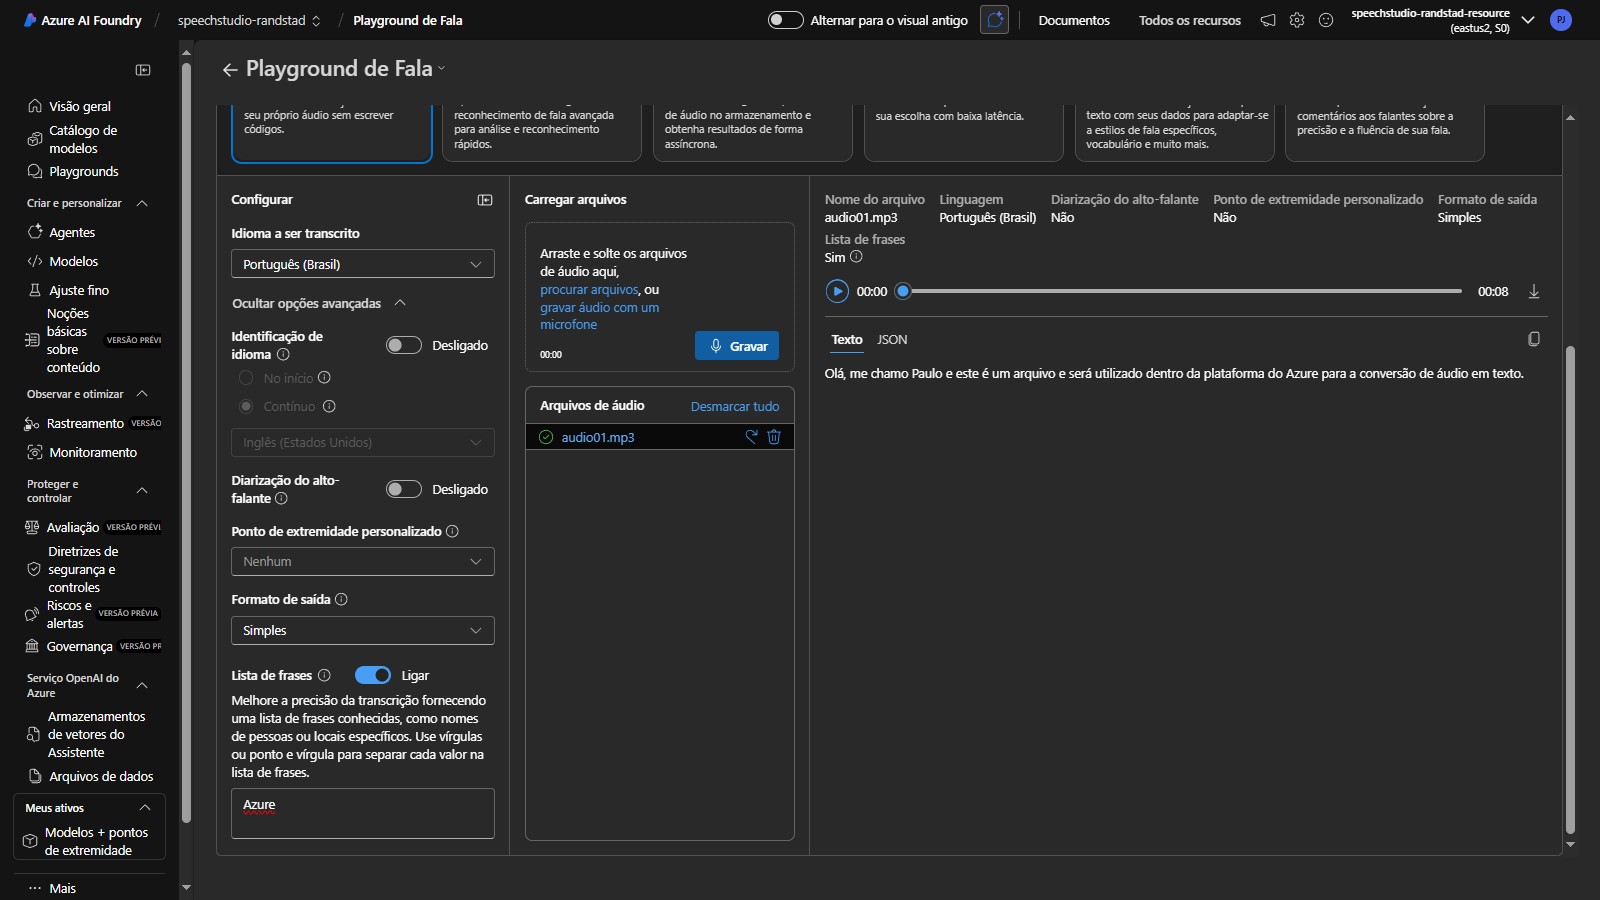 Azure AI Foundry / speechstudio-randstad / Playground de Fala
Alternar para o visual antigo
Documentos
Todos os recursos
speechstudio-randstad-resource
(eastus2, S0)
PJ
Visão geral
Catálogo de
modelos
Playgrounds
Criar e personalizar
Agentes
Modelos
Ajuste fino
Noções
básicas
sobre
conteúdo
VERSÃO PRÉVI
Observar e otimizar
Rastreamento VERSÃO
Monitoramento
Proteger e
controlar
Avaliação VERSÃO PRÉVI
Diretrizes de
segurança e
controles
Riscos e
alertas
VERSÃO PRÉVIA
Governança VERSÃO PR
Serviço OpenAI do
Azure
Armazenamentos
de vetores do
Assistente
Arquivos de dados
Meus ativos
Modelos + pontos
de extremidade
Mais
Playground de Fala
seu próprio áudio sem escrever
códigos.
reconhecimento de fala avançada
para análise e reconhecimento
rápidos.
de áudio no armazenamento e
obtenha resultados de forma
assíncrona.
sua escolha com baixa latência.
texto com seus dados para adaptar-se
a estilos de fala específicos,
vocabulário e muito mais.
comentários aos falantes sobre a
precisão e a fluência de sua fala.
Configurar
Idioma a ser transcrito
Português (Brasil)
Ocultar opções avançadas
Identificação de
idioma
Desligado
No início
Contínuo
Inglês (Estados Unidos)
Diarização do alto-
falante
Desligado
Ponto de extremidade personalizado
Nenhum
Formato de saída
Simples
Lista de frases
Ligar
Melhore a precisão da transcrição fornecendo
uma lista de frases conhecidas, como nomes
de pessoas ou locais específicos. Use vírgulas
ou ponto e vírgula para separar cada valor na
lista de frases.
Azure
Carregar arquivos
Arraste e solte os arquivos
de áudio aqui,
procurar arquivos, ou
gravar áudio com um
microfone
00:00
Gravar
Arquivos de áudio
Desmarcar tudo
audio01.mp3
Nome do arquivo Linguagem Diarização do alto-falante Ponto de extremidade personalizado Formato de saída
audio01.mp3 Português (Brasil) Não Não Simples
Lista de frases
Sim
00:00
00:08
Texto JSON
Olá, me chamo Paulo e este é um arquivo e será utilizado dentro da plataforma do Azure para a conversão de áudio em texto.